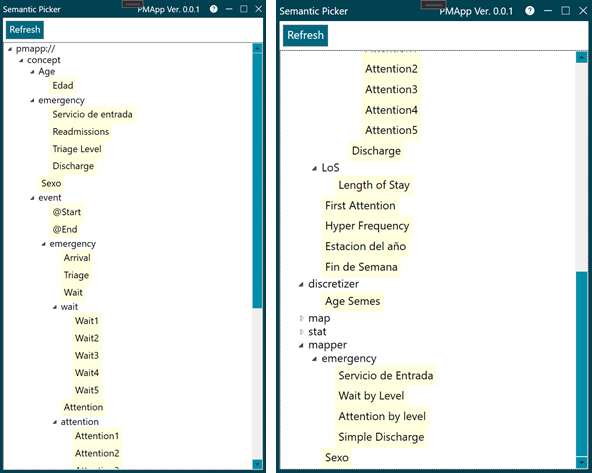 Semantic Picker
PMApp Ver. 0.0.1
?
Refresh
pmapp://
concept
Age
Edad
emergency
Servicio de entrada
Readmissions
Triage Level
Discharge
Sexo
event
@Start
@End
emergency
Arrival
Triage
Wait
wait
Wait1
Wait2
Wait3
Wait4
Wait5
Attention
attention
Attention1
Attention2
Semantic Picker
PMApp Ver. 0.0.1
?
Refresh
Attention2
Attention3
Attention4
Attention5
Discharge
LoS
Length of Stay
First Attention
Hyper Frequency
Estacion del año
Fin de Semana
discretizer
Age Semes
map
stat
mapper
emergency
Servicio de Entrada
Wait by Level
Attention by level
Simple Discharge
Sexo